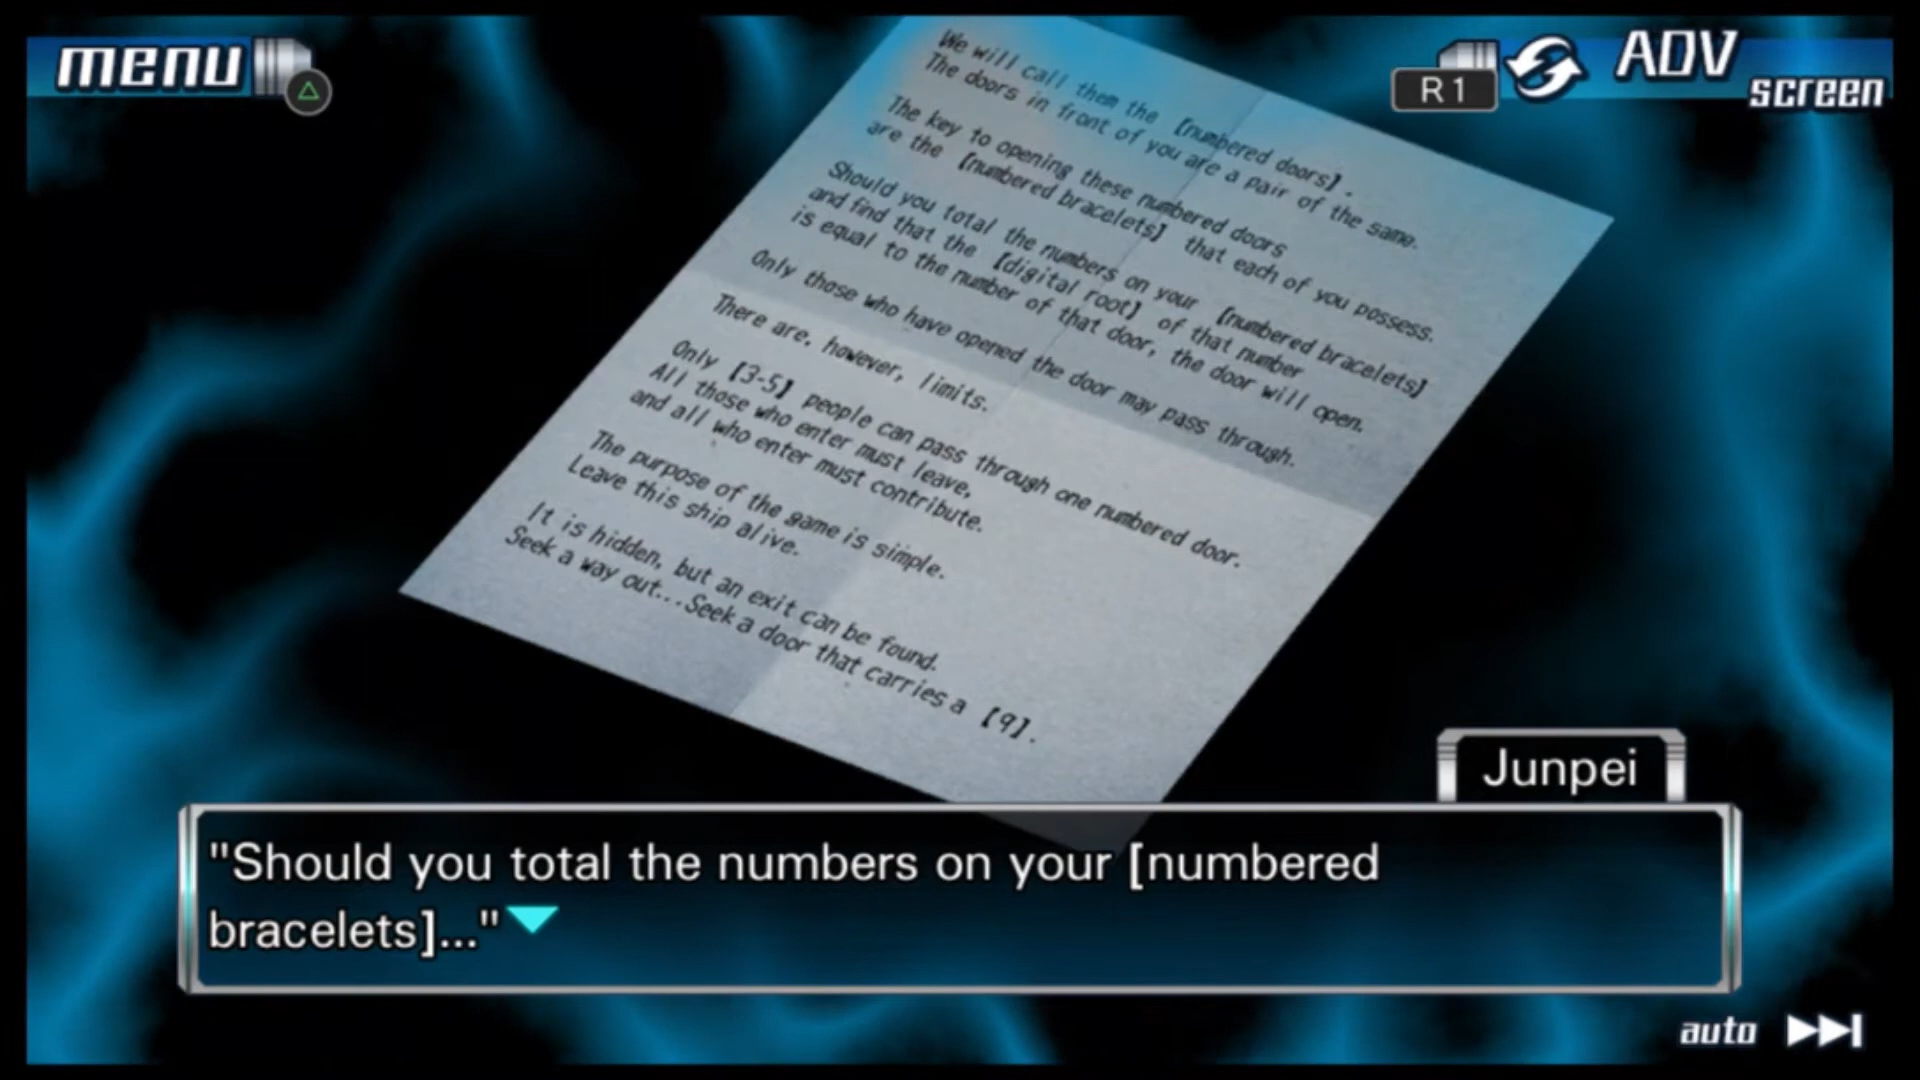 menu
R1
ADV
screen
We will call them the [numbered doors].
The doors in front of you are a pair of the same.
The key to opening these numbered doors
are the [numbered bracelets] that each of you possess.
Should you total the numbers on your [numbered bracelets]
and find that the [digital root] of that number
is equal to the number of that door, the door will open.
Only those who have opened the door may pass through.
There are, however, limits.
Only [3-5] people can pass through one numbered door.
All those who enter must leave,
and all who enter must contribute.
The purpose of the game is simple.
Leave this ship alive.
It is hidden, but an exit can be found.
Seek a way out...Seek a door that carries a [9].
Junpei
"Should you total the numbers on your [numbered
bracelets]..."
auto